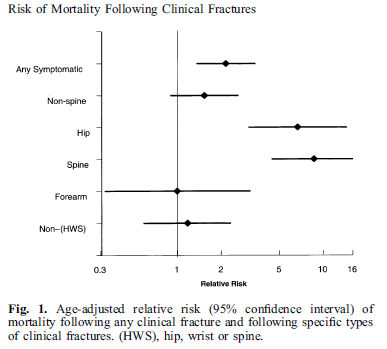 Risk of Mortality Following Clinical Fractures
Any Symptomatic
Non-spine
Hip
Spine
Forearm
Non-(HWS)
0.3 1 2 5 10 16
Relative Risk
Fig. 1. Age-adjusted relative risk (95% confidence interval) of
mortality following any clinical fracture and following specific types
of clinical fractures. (HWS), hip, wrist or spine.